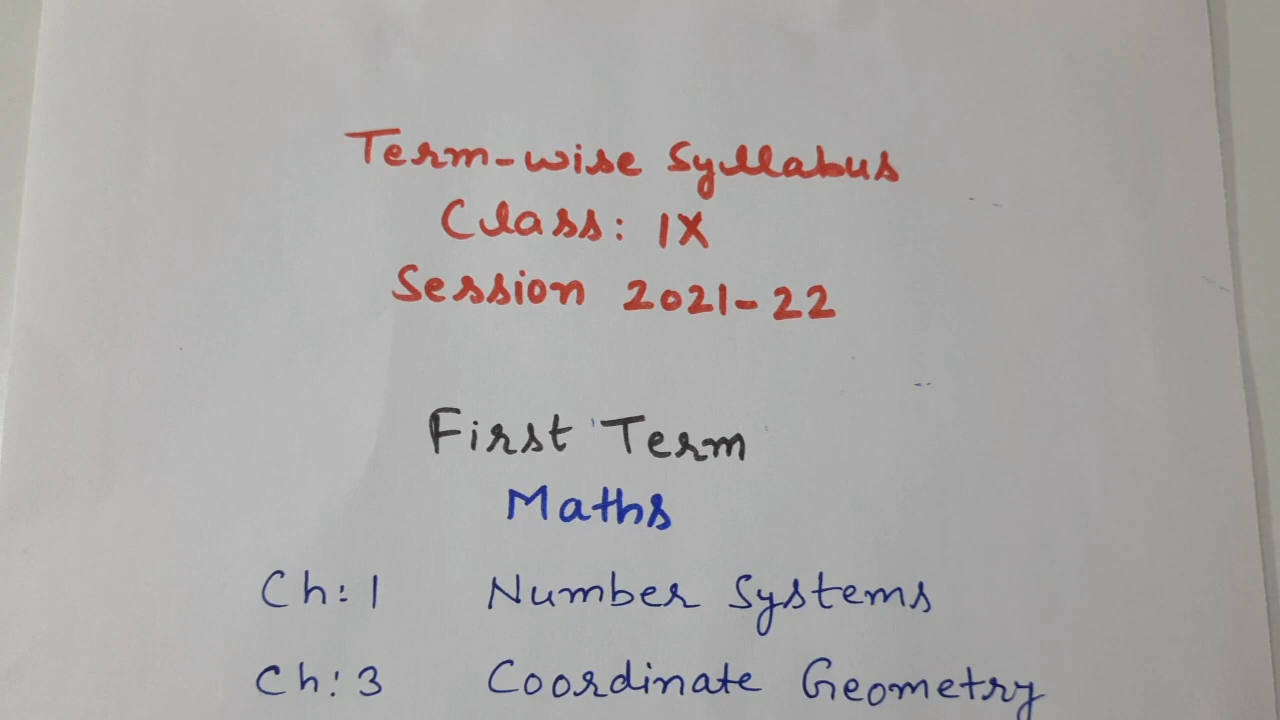 Term-wise Syllabus
Class: IX
Session 2021-22
First Term
Maths
Ch:1 Number Systems
Ch:3 Coordinate Geometry